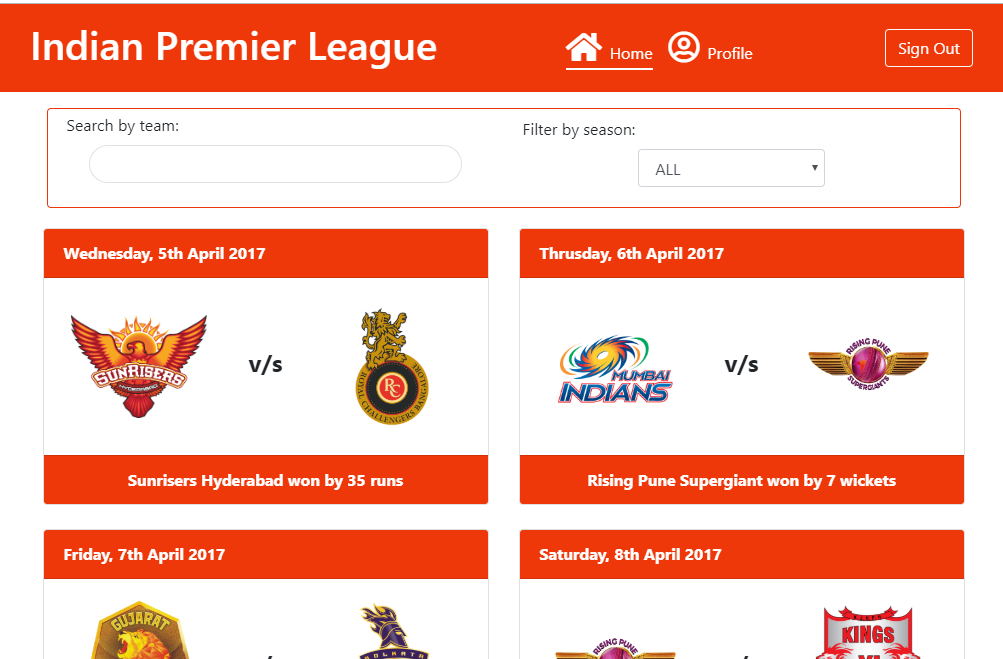 Indian Premier League
Home
Profile
Sign Out
Search by team:
Filter by season:
ALL
Wednesday, 5th April 2017
Thrusday, 6th April 2017
SUNRISERS
HYDERABAD
v/s
RC
ROYAL CHALLENGERS BANGALORE
MUMBAI
INDIANS
v/s
RISING PUNE
SUPERGIANTS
Sunrisers Hyderabad won by 35 runs
Rising Pune Supergiant won by 7 wickets
Friday, 7th April 2017
Saturday, 8th April 2017
GUJARAT
KOLKATA
RISING PUNE
KINGS
XI